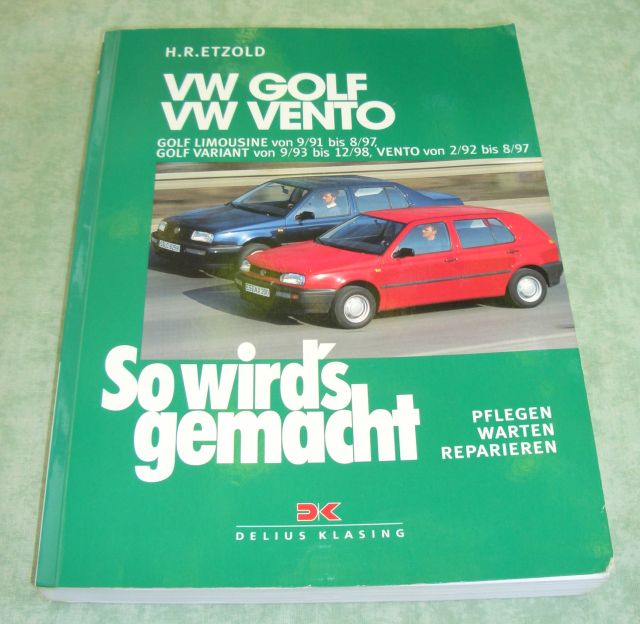 H.R.ETZOLD
VW GOLF
VW VENTO
GOLF LIMOUSINE von 9/91 bis 8/97,
GOLF VARIANT von 9/93 bis 12/98, VENTO von 2/92 bis 8/97
So wird's
gemacht
PFLEGEN
WARTEN
REPARIEREN
DK
DELIUS KLASING